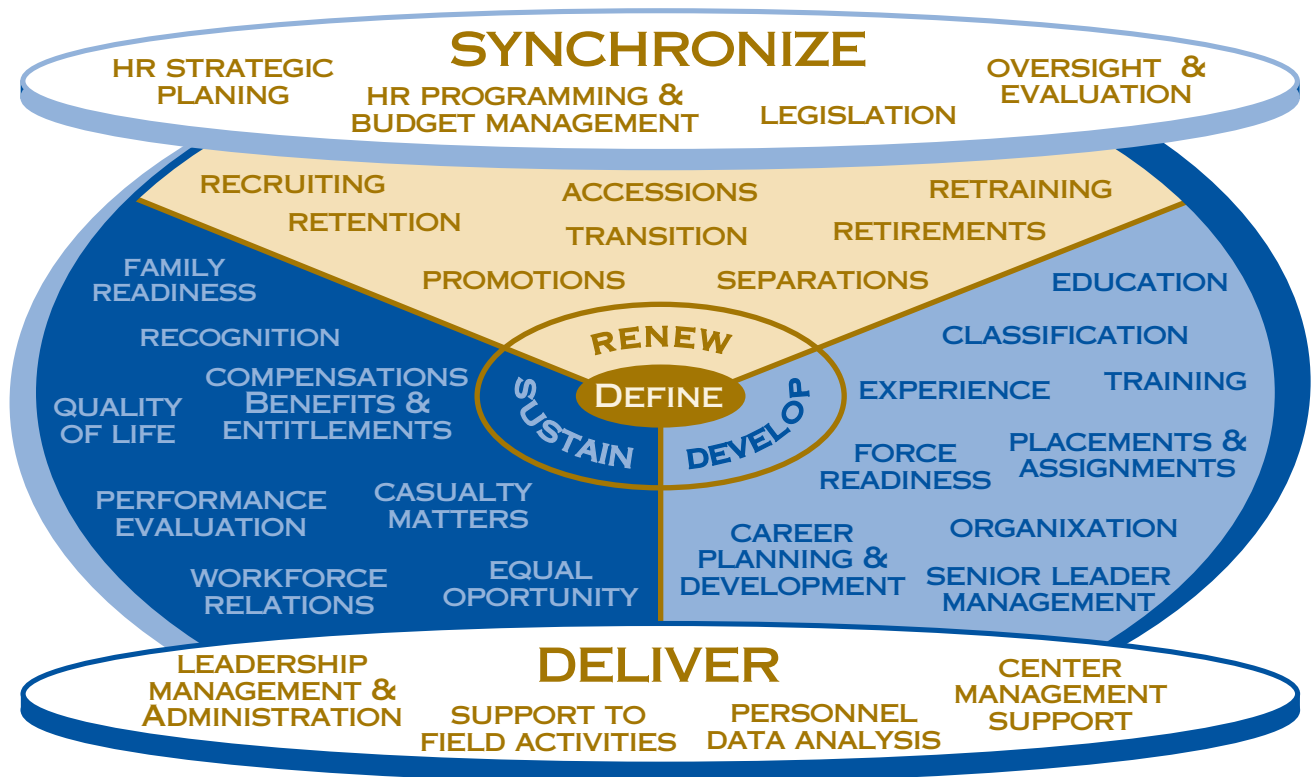 SYNCHRONIZE
HR STRATEGIC
PLANING
HR PROGRAMMING &
BUDGET MANAGEMENT
LEGISLATION
OVERSIGHT &
EVALUATION
RECRUITING
ACCESSIONS
RETRAINING
RETENTION
TRANSITION
RETIREMENTS
PROMOTIONS
SEPARATIONS
FAMILY
READINESS
RECOGNITION
COMPENSATIONS
BENEFITS &
ENTITLEMENTS
QUALITY
OF LIFE
PERFORMANCE
EVALUATION
CASUALTY
MATTERS
WORKFORCE
RELATIONS
EQUAL
OPORTUNITY
RENEW
DEFINE
SUSTAIN
DEVELOP
EDUCATION
CLASSIFICATION
EXPERIENCE
TRAINING
FORCE
READINESS
PLACEMENTS &
ASSIGNMENTS
ORGANIXATION
CAREER
PLANNING &
DEVELOPMENT
SENIOR LEADER
MANAGEMENT
DELIVER
LEADERSHIP
MANAGEMENT &
ADMINISTRATION
SUPPORT TO
FIELD ACTIVITIES
PERSONNEL
DATA ANALYSIS
CENTER
MANAGEMENT
SUPPORT